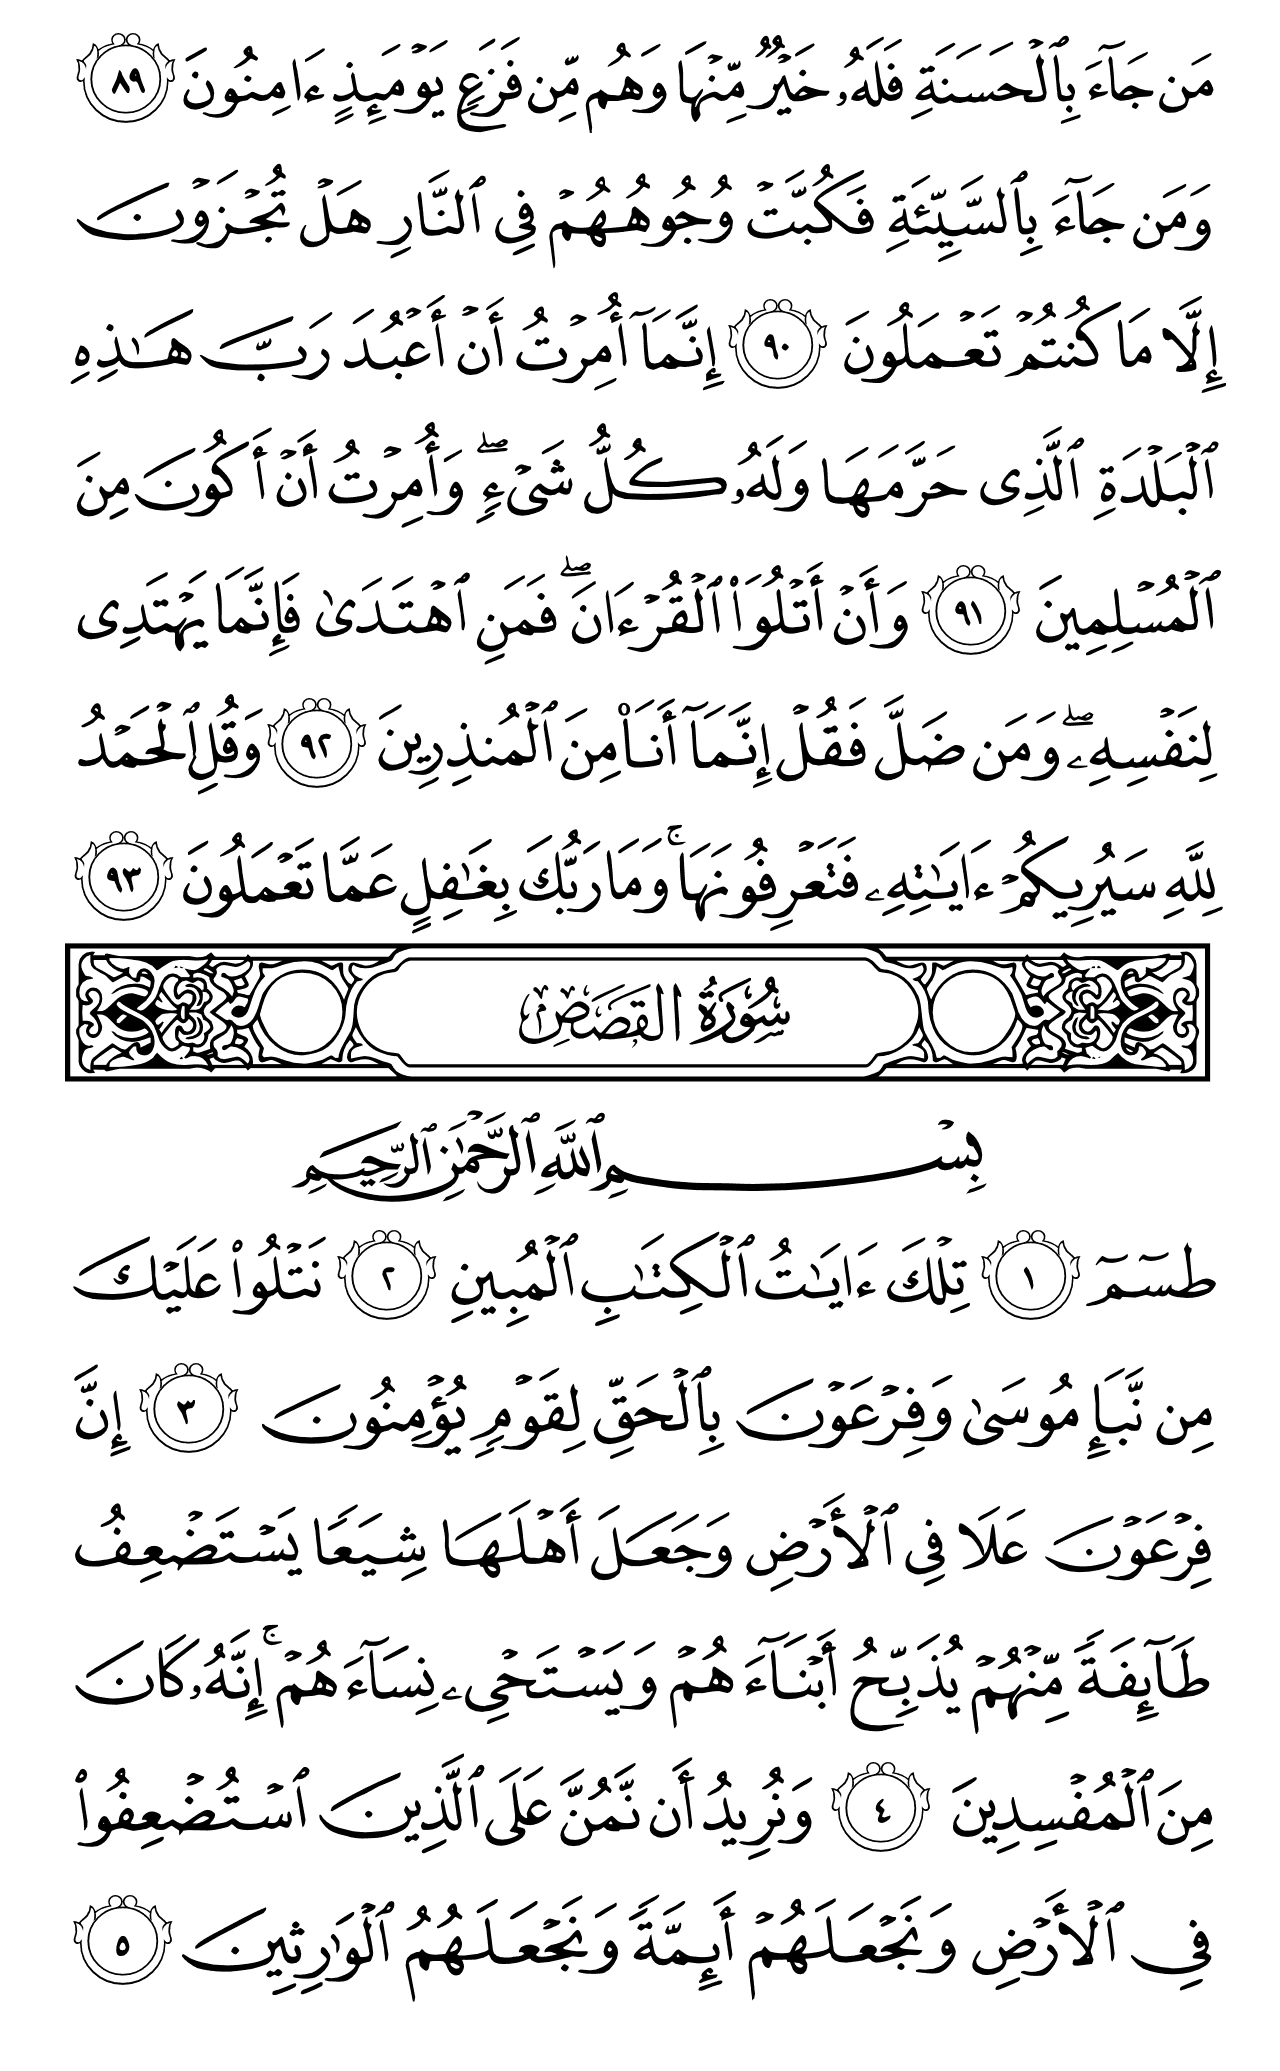 مَن جَآءَ بِٱلْحَسَنَةِ فَلَهُۥ خَيْرٌ مِّنْهَا وَهُم مِّن فَزَعٍ يَوْمَئِذٍ ءَامِنُونَ ٨٩
وَمَن جَآءَ بِٱلسَّيِّئَةِ فَكُبَّتْ وُجُوهُهُمْ فِى ٱلنَّارِ هَلْ تُجْزَوْنَ
إِلَّا مَا كُنتُمْ تَعْمَلُونَ ٩٠ إِنَّمَآ أُمِرْتُ أَنْ أَعْبُدَ رَبَّ هَـٰذِهِ
ٱلْبَلْدَةِ ٱلَّذِى حَرَّمَهَا وَلَهُۥ كُلُّ شَىْءٍۖ وَأُمِرْتُ أَنْ أَكُونَ مِنَ
ٱلْمُسْلِمِينَ ٩١ وَأَنْ أَتْلُوَا۟ ٱلْقُرْءَانَۖ فَمَنِ ٱهْتَدَىٰ فَإِنَّمَا يَهْتَدِى
لِنَفْسِهِۦۖ وَمَن ضَلَّ فَقُلْ إِنَّمَآ أَنَا۠ مِنَ ٱلْمُنذِرِينَ ٩٢ وَقُلِ ٱلْحَمْدُ
لِلَّهِ سَيُرِيكُمْ ءَايَـٰتِهِۦ فَتَعْرِفُونَهَاۚ وَمَا رَبُّكَ بِغَـٰفِلٍ عَمَّا تَعْمَلُونَ ٩٣
سُورَةُ القَصَصِ
بِسْمِ ٱللَّهِ ٱلرَّحْمَـٰنِ ٱلرَّحِيمِ
طسٓمٓ ١ تِلْكَ ءَايَـٰتُ ٱلْكِتَـٰبِ ٱلْمُبِينِ ٢ نَتْلُوا۟ عَلَيْكَ
مِن نَّبَإِ مُوسَىٰ وَفِرْعَوْنَ بِٱلْحَقِّ لِقَوْمٍ يُؤْمِنُونَ ٣ إِنَّ
فِرْعَوْنَ عَلَا فِى ٱلْأَرْضِ وَجَعَلَ أَهْلَهَا شِيَعًا يَسْتَضْعِفُ
طَآئِفَةً مِّنْهُمْ يُذَبِّحُ أَبْنَآءَهُمْ وَيَسْتَحْىِۦ نِسَآءَهُمْۚ إِنَّهُۥ كَانَ
مِنَ ٱلْمُفْسِدِينَ ٤ وَنُرِيدُ أَن نَّمُنَّ عَلَى ٱلَّذِينَ ٱسْتُضْعِفُوا۟
فِى ٱلْأَرْضِ وَنَجْعَلَهُمْ أَئِمَّةً وَنَجْعَلَهُمُ ٱلْوَٰرِثِينَ ٥